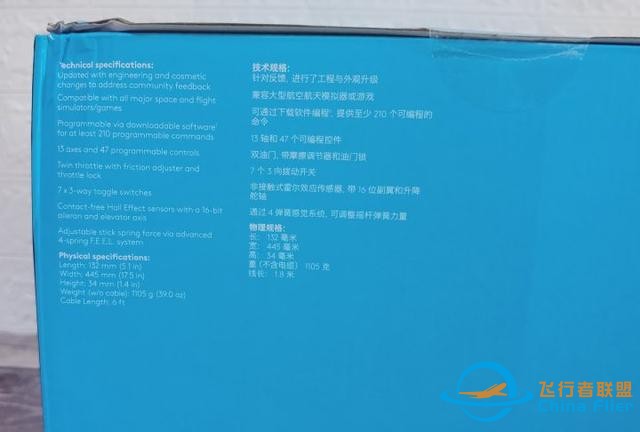 Technical specifications:
Updated with engineering and cosmetic
changes to address community feedback
Compatible with all major space and flight
simulators/games
Programmable via downloadable software¹
for at least 210 programmable commands
13 axes and 47 programmable controls
Twin throttle with friction adjuster and
throttle lock
7 x 3-way toggle switches
Contact-free Hall Effect sensors with a 16-bit
aileron and elevator axis
Adjustable stick spring force via advanced
4-spring F.E.E.L. system
Physical specifications:
Length: 132 mm (5.1 in)
Width: 445 mm (17.5 in)
Height: 34 mm (1.4 in)
Weight (w/o cable): 1105 g (39.0 oz)
Cable Length: 6 ft
技术规格:
针对反馈, 进行了工程与外观升级
兼容大型航空航天模拟器或游戏
可通过下载软件编程¹, 提供至少 210 个可编程的
命令
13 轴和 47 个可编程控件
双油门, 带摩擦调节器和油门锁
7 个 3 向拨动开关
非接触式霍尔效应传感器, 带 16 位副翼和升降
舵轴
通过 4 弹簧感觉系统, 可调整摇杆弹簧力量
物理规格:
长: 132 毫米
宽: 445 毫米
高: 34 毫米
重 (不含电缆) 1105 克
线长: 1.8 米
飞行者联盟
China Flier